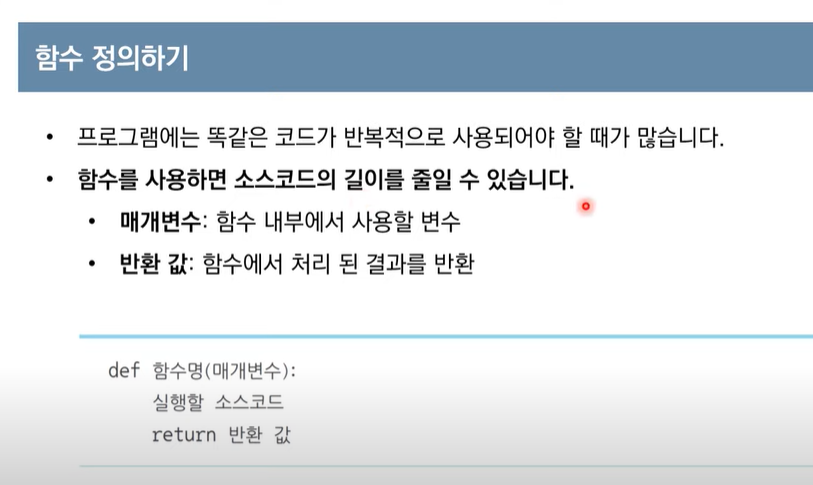 함수 정의하기
• 프로그램에는 똑같은 코드가 반복적으로 사용되어야 할 때가 많습니다.
• 함수를 사용하면 소스코드의 길이를 줄일 수 있습니다.
• 매개변수: 함수 내부에서 사용할 변수
• 반환 값: 함수에서 처리 된 결과를 반환
def 함수명(매개변수):
    실행할 소스코드
    return 반환 값